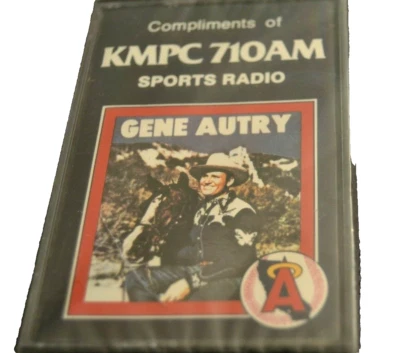 Compliments of
KMPC 710AM
SPORTS RADIO
GENE AUTRY
A